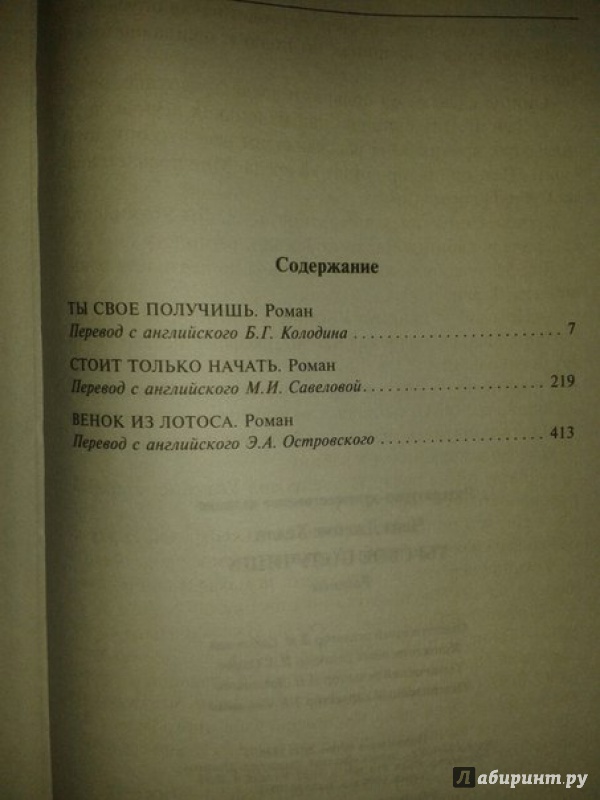 Содержание
ТЫ СВОЕ ПОЛУЧИШЬ. Роман
Перевод с английского Б.Г. Колодина ........................ 7
СТОИТ ТОЛЬКО НАЧАТЬ. Роман
Перевод с английского М.И. Савеловой..................... 219
ВЕНОК ИЗ ЛОТОСА. Роман
Перевод с английского Э.А. Островского .................. 413
Лабиринт.ру